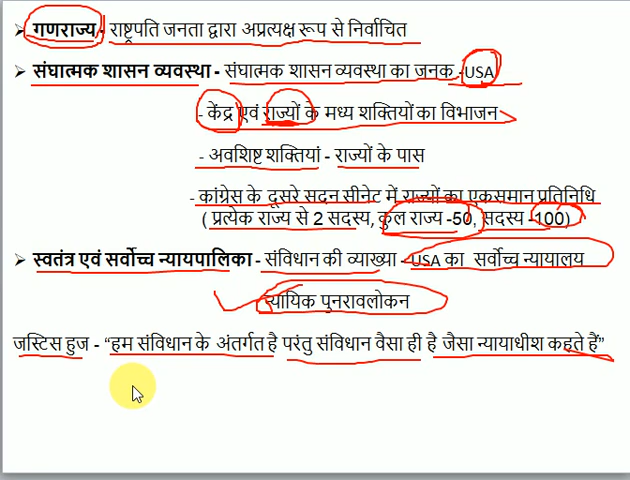 ➢ गणराज्य - राष्ट्रपति जनता द्वारा अप्रत्यक्ष रूप से निर्वाचित
➢ संघात्मक शासन व्यवस्था - संघात्मक शासन व्यवस्था का जनक -USA
- केंद्र एवं राज्यों के मध्य शक्तियों का विभाजन
- अवशिष्ट शक्तियां - राज्यों के पास
- कांग्रेस के दूसरे सदन सीनेट में राज्यों का एकसमान प्रतिनिधि
( प्रत्येक राज्य से 2 सदस्य, कुल राज्य -50, सदस्य -100)
➢ स्वतंत्र एवं सर्वोच्च न्यायपालिका - संविधान की व्याख्या - USA का सर्वोच्च न्यायालय
न्यायिक पुनरावलोकन
जस्टिस हुज - “हम संविधान के अंतर्गत है परंतु संविधान वैसा ही है जैसा न्यायाधीश कहते हैं”